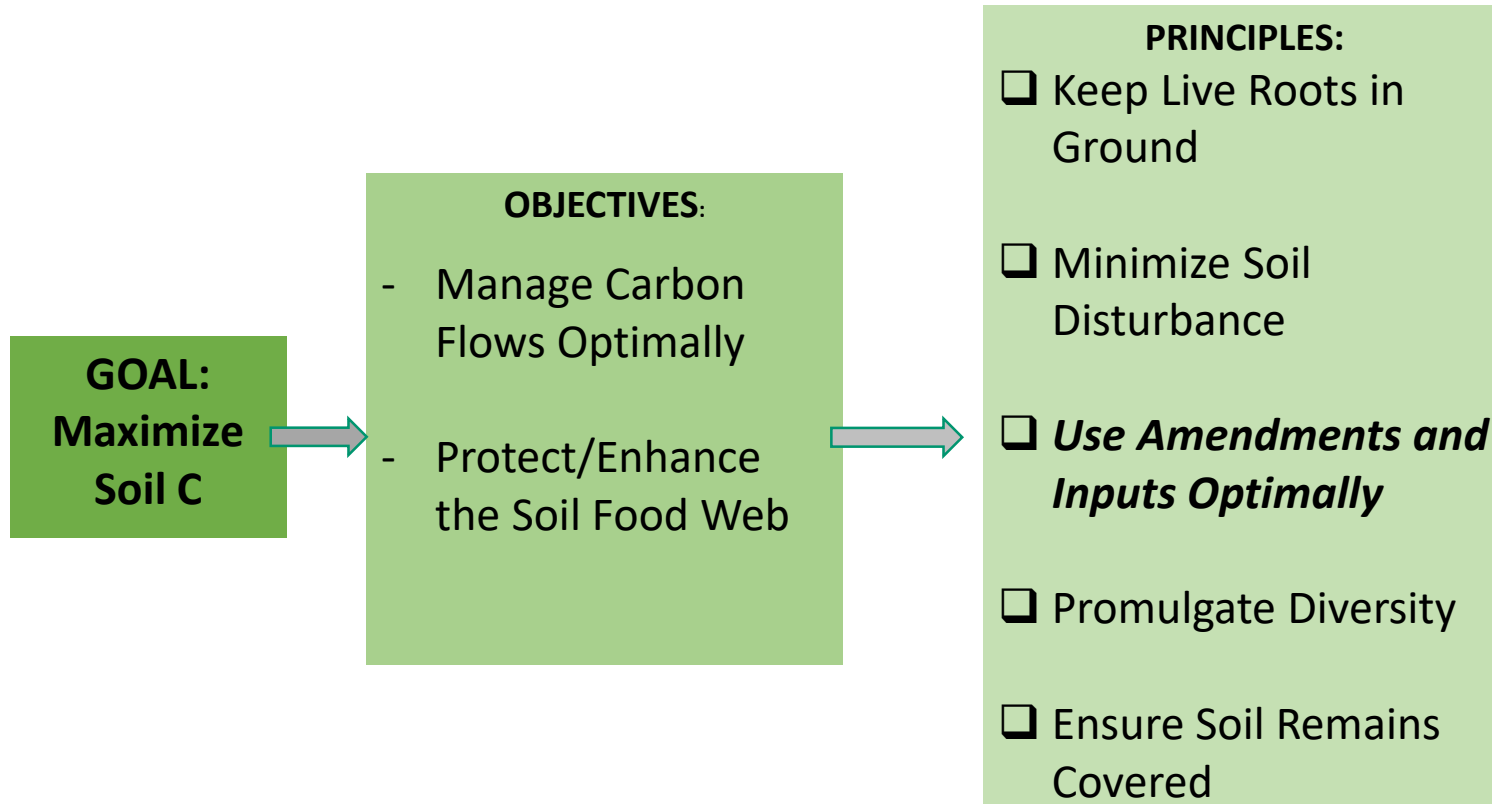 GOAL:
Maximize
Soil C
OBJECTIVES:
- Manage Carbon
Flows Optimally
- Protect/Enhance
the Soil Food Web
PRINCIPLES:
❑ Keep Live Roots in
Ground
❑ Minimize Soil
Disturbance
❑ Use Amendments and
Inputs Optimally
❑ Promulgate Diversity
❑ Ensure Soil Remains
Covered